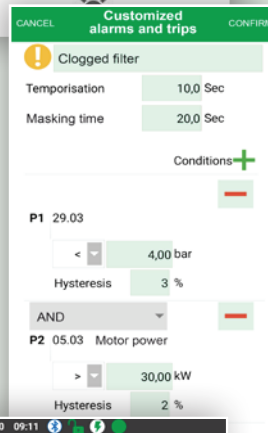 CANCEL Customized alarms and trips CONFIRM
Clogged filter
Temporisation 10,0 Sec
Masking time 20,0 Sec
Conditions
P1 29.03
< 4,00 bar
Hysteresis 3 %
AND
P2 05.03 Motor power
> 30,00 kW
Hysteresis 2 %
09:11